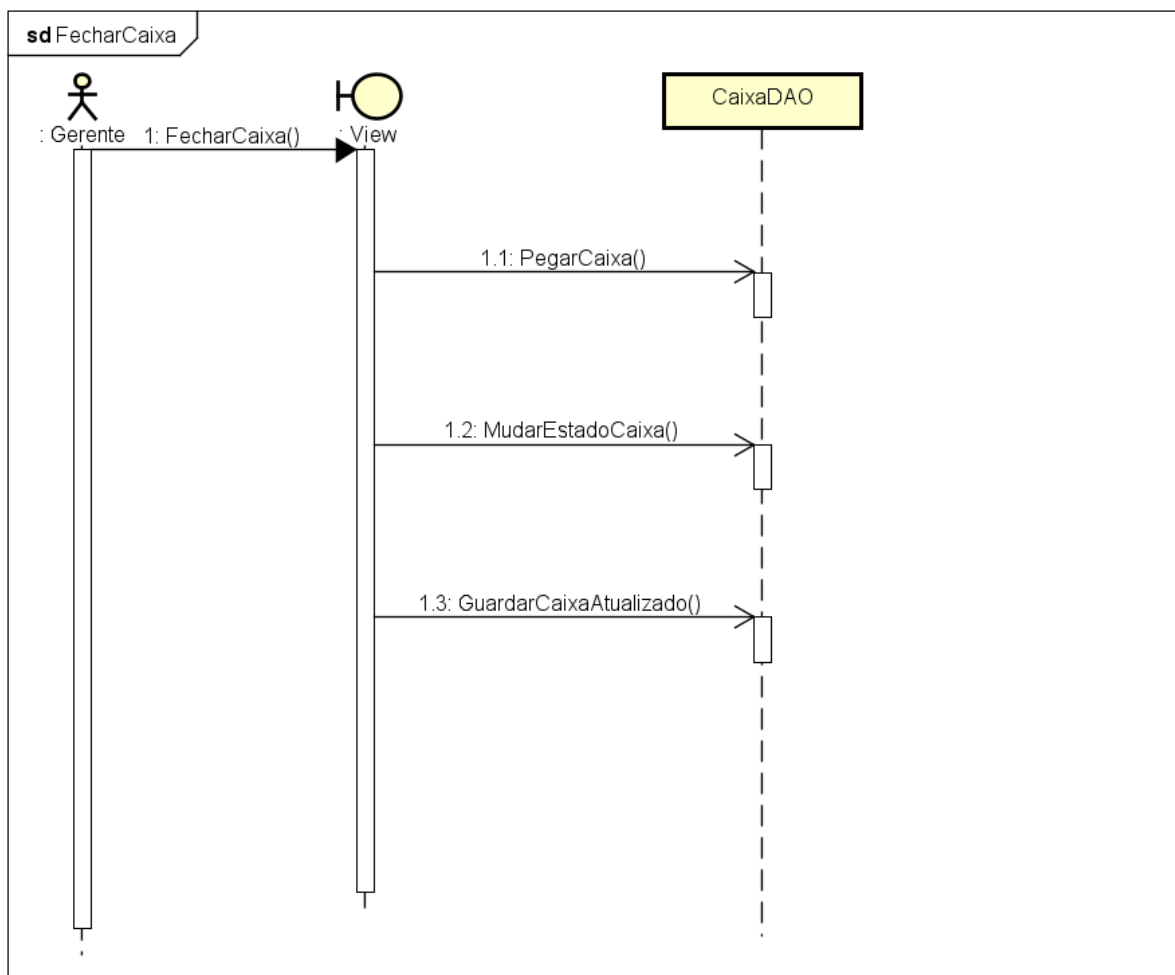 sd FecharCaixa
CaixaDAO
: Gerente
1: FecharCaixa()
: View
1.1: PegarCaixa()
1.2: MudarEstadoCaixa()
1.3: GuardarCaixaAtualizado()